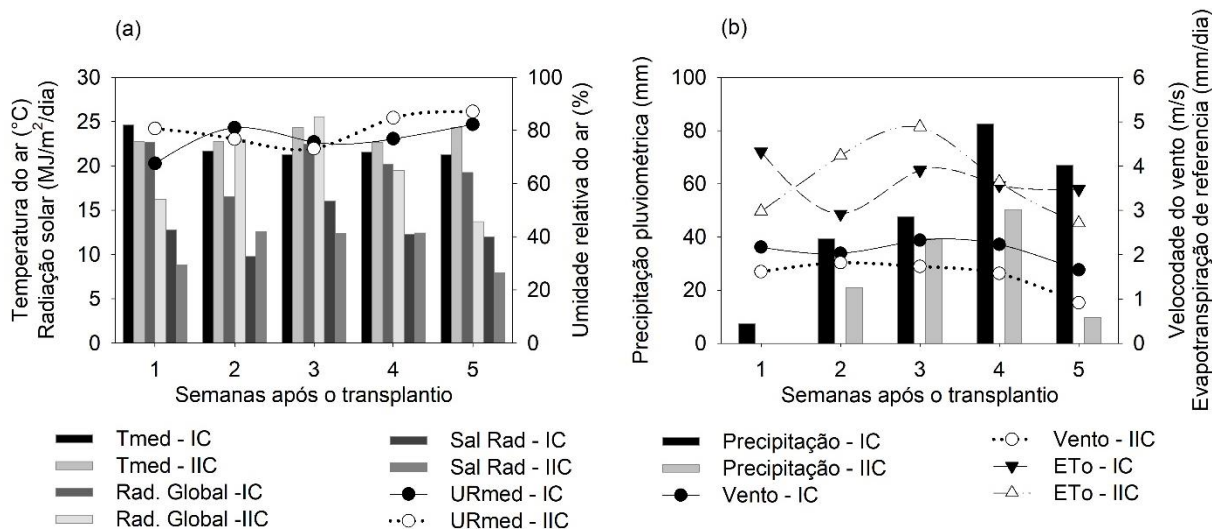 (a)
Temperatura do ar (°C)
Radiação solar (MJ/m²/dia)
30
25
20
15
10
5
0
100
80
60
40
20
0
Umidade relativa do ar (%)
1 2 3 4 5
Semanas após o transplantio
Tmed - IC
Tmed - IIC
Rad. Global -IC
Rad. Global -IIC
Sal Rad - IC
Sal Rad - IIC
URmed - IC
URmed - IIC
(b)
Precipitação pluviométrica (mm)
100
80
60
40
20
0
6
5
4
3
2
1
0
Velocodade do vento (m/s)
Evapotranspiração de referencia (mm/dia)
1 2 3 4 5
Semanas após o transplantio
Precipitação - IC
Precipitação - IIC
Vento - IC
Vento - IIC
ETo - IC
ETo - IIC